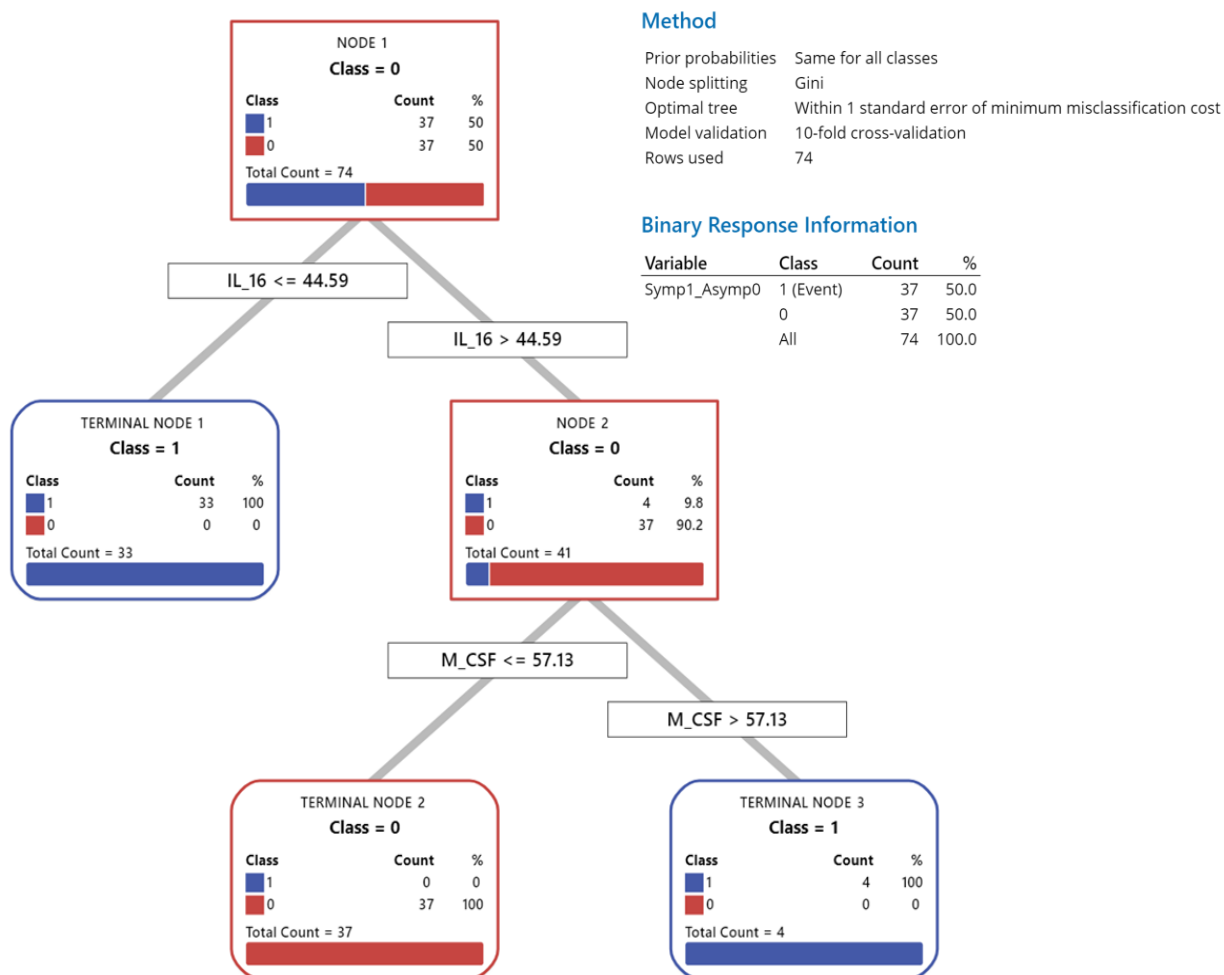 NODE 1
Class = 0
Class Count %
1 37 50
0 37 50
Total Count = 74
Method
Prior probabilities Same for all classes
Node splitting Gini
Optimal tree Within 1 standard error of minimum misclassification cost
Model validation 10-fold cross-validation
Rows used 74
Binary Response Information
Variable Class Count %
Symp1_Asymp0 1 (Event) 37 50.0
0 37 50.0
All 74 100.0
IL_16 <= 44.59
IL_16 > 44.59
TERMINAL NODE 1
Class = 1
Class Count %
1 33 100
0 0 0
Total Count = 33
NODE 2
Class = 0
Class Count %
1 4 9.8
0 37 90.2
Total Count = 41
M_CSF <= 57.13
M_CSF > 57.13
TERMINAL NODE 2
Class = 0
Class Count %
1 0 0
0 37 100
Total Count = 37
TERMINAL NODE 3
Class = 1
Class Count %
1 4 100
0 0 0
Total Count = 4